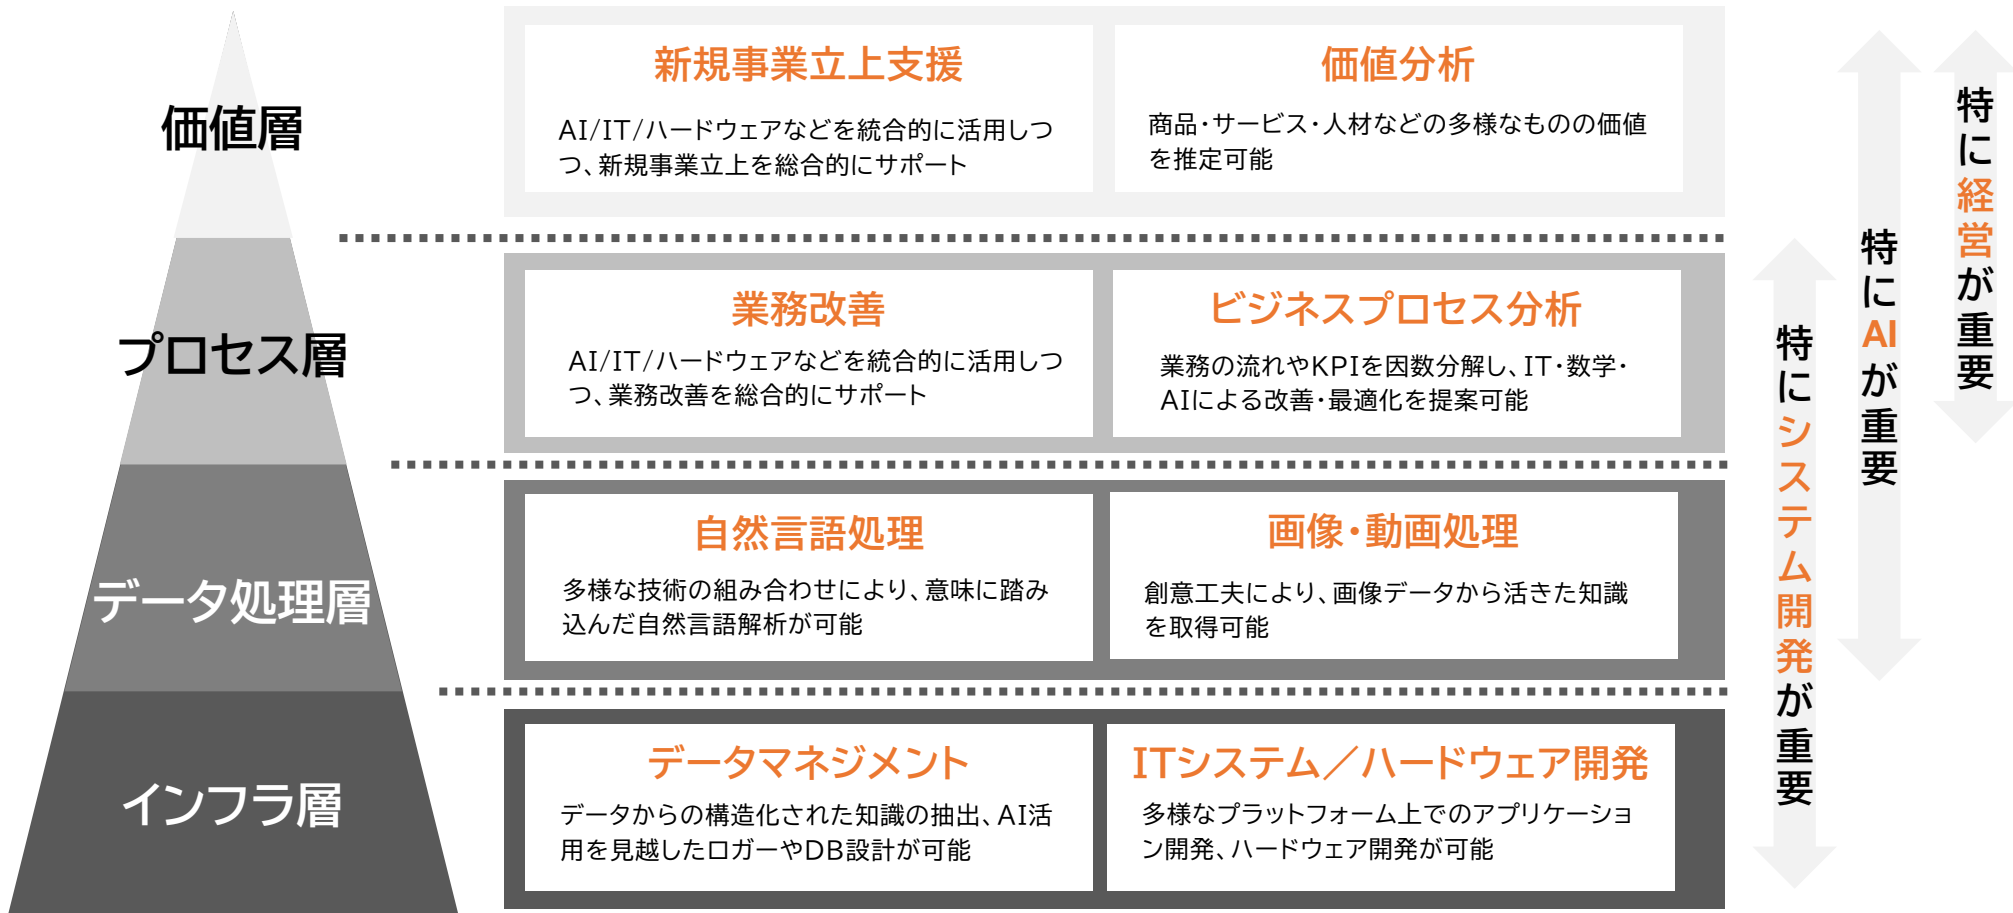 価値層
新規事業立上支援
AI/IT/ハードウェアなどを統合的に活用しつ
つ、新規事業立上を総合的にサポート
価値分析
商品・サービス・人材などの多様なものの価値
を推定可能
プロセス層
業務改善
AI/IT/ハードウェアなどを統合的に活用しつ
つ、業務改善を総合的にサポート
ビジネスプロセス分析
業務の流れやKPIを因数分解し、IT・数学・
AIによる改善・最適化を提案可能
データ処理層
自然言語処理
多様な技術の組み合わせにより、意味に踏み
込んだ自然言語解析が可能
画像・動画処理
創意工夫により、画像データから活きた知識
を取得可能
インフラ層
データマネジメント
データからの構造化された知識の抽出、AI活
用を見越したロガーやDB設計が可能
ITシステム／ハードウェア開発
多様なプラットフォーム上でのアプリケーショ
ン開発、ハードウェア開発が可能
特にシステム開発が重要
特にAIが重要
特に経営が重要